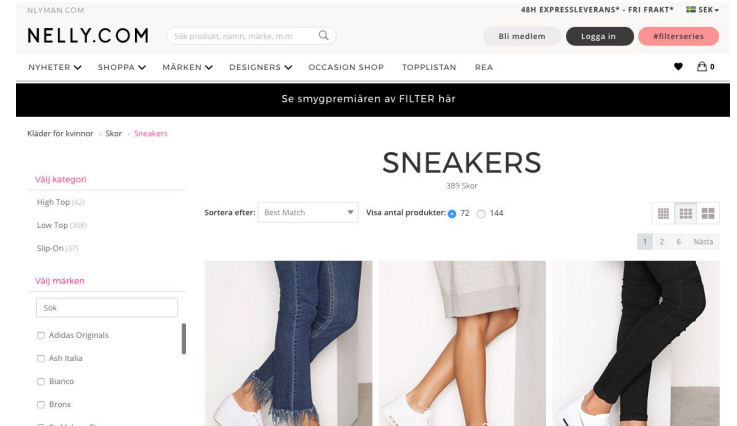 NLYMAN.COM
48H EXPRESSLEVERANS* - FRI FRAKT* SEK
NELLY.COM
Sök produkt, namn, märke, m.m
Bli medlem
Logga in
#filterseries
NYHETER SHOPPA MÄRKEN DESIGNERS OCCASION SHOP TOPPLISTAN REA
0
Se smygpremiären av FILTER här
Kläder för kvinnor » Skor » Sneakers
SNEAKERS
389 Skor
Välj kategori
High Top (42)
Low Top (308)
Slip-On (37)
Sortera efter: Best Match
Visa antal produkter: 72 144
1 2 6 Nästa
Välj märken
Sök
Adidas Originals
Ash Italia
Bianco
Bronx